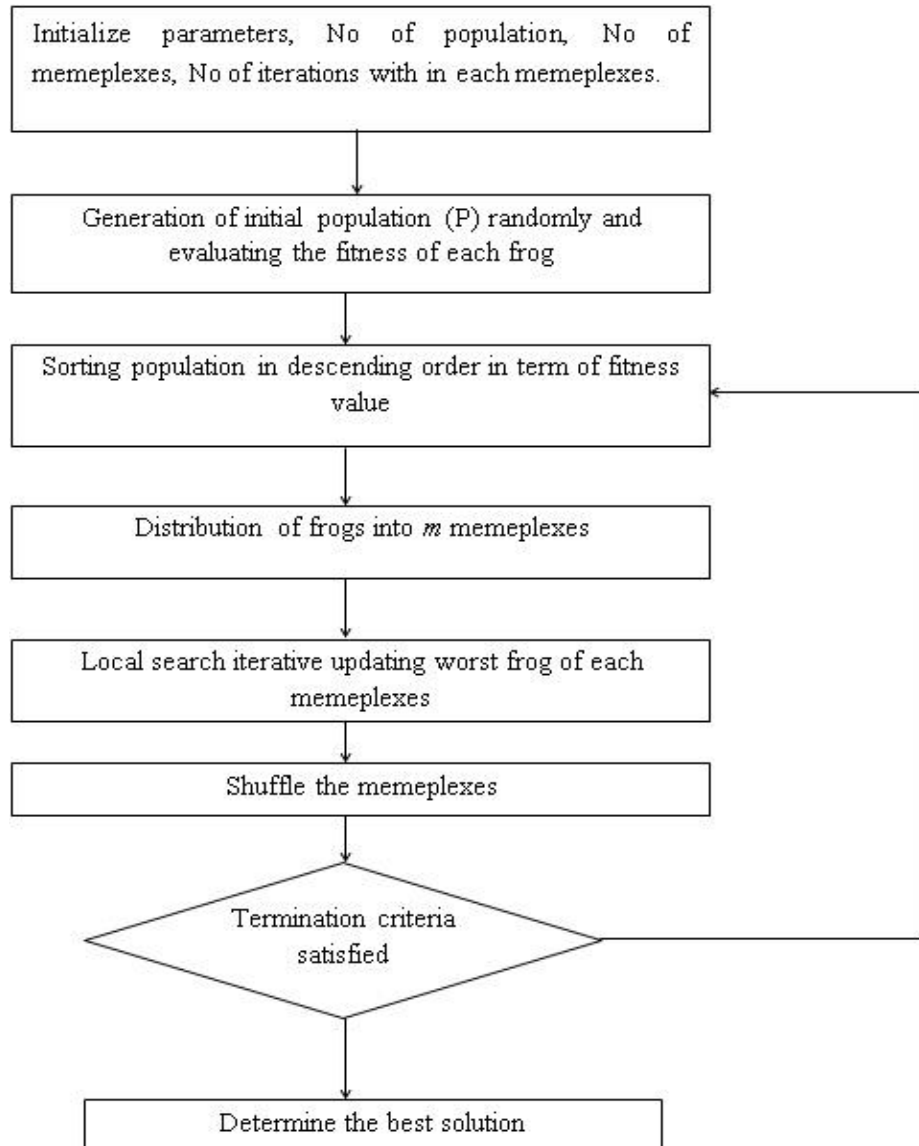 Initialize parameters, No of population, No of
memeplexes, No of iterations with in each memeplexes.
Generation of initial population (P) randomly and
evaluating the fitness of each frog
Sorting population in descending order in term of fitness
value
Distribution of frogs into m memeplexes
Local search iterative updating worst frog of each
memeplexes
Shuffle the memeplexes
Termination criteria
satisfied
Determine the best solution